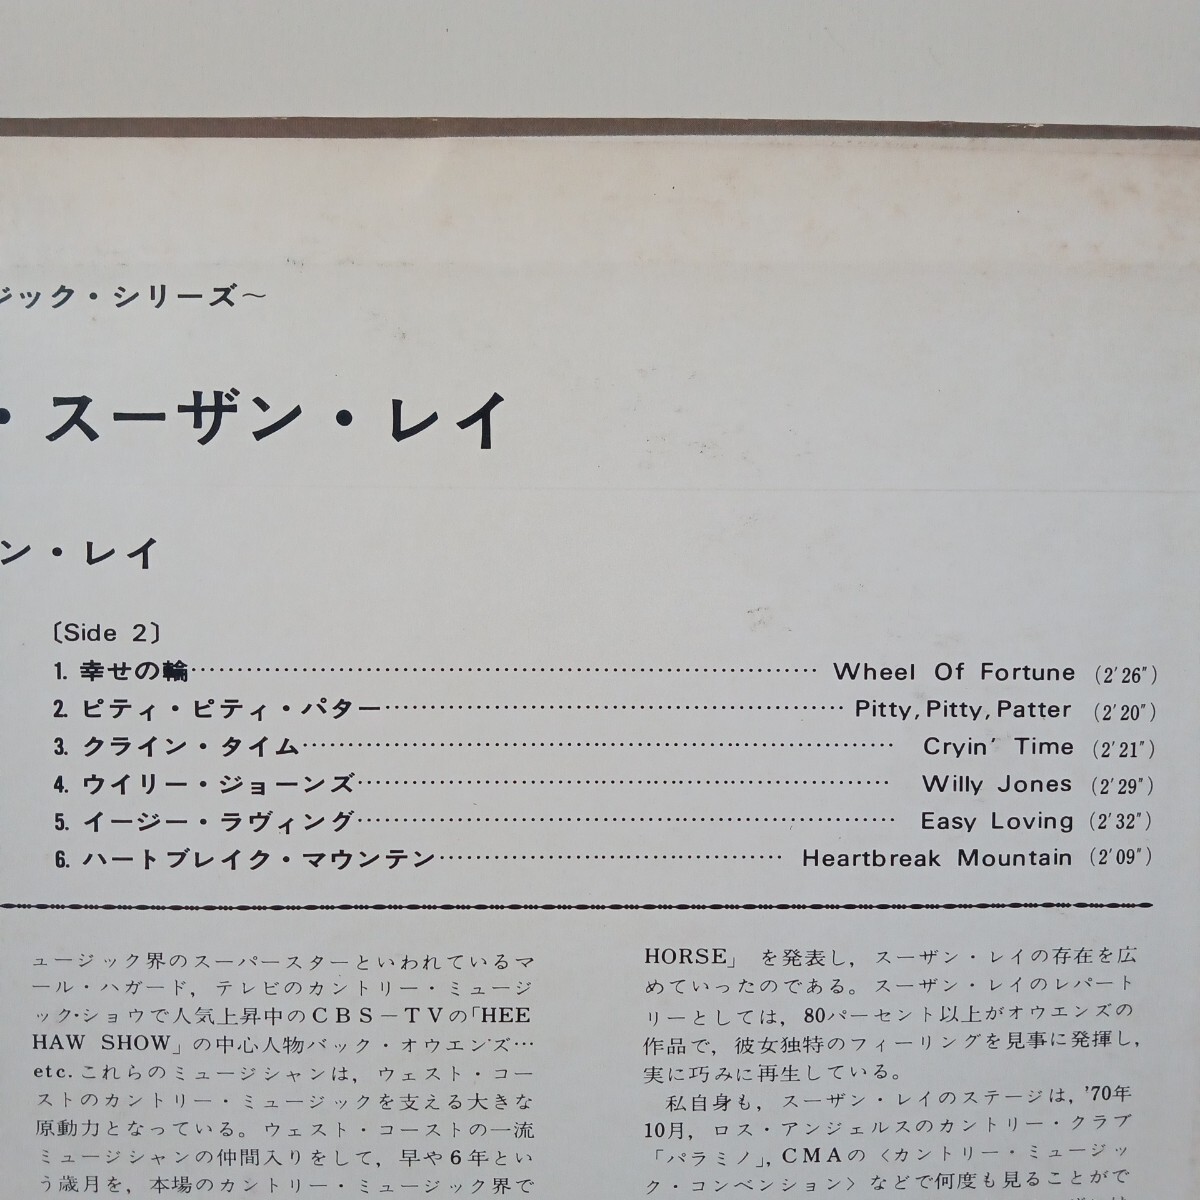 ジック・シリーズ～
・スーザン・レイ
ン・レイ
〔Side 2〕
1. 幸せの輪 Wheel Of Fortune (2′26″)
2. ピティ・ピティ・パター Pitty, Pitty, Patter (2′20″)
3. クライン・タイム Cryin' Time (2′21″)
4. ウイリー・ジョーンズ Willy Jones (2′29″)
5. イージー・ラヴィング Easy Loving (2′32″)
6. ハートブレイク・マウンテン Heartbreak Mountain (2′09″)
ュージック界のスーパースターといわれているマ
ール・ハガード，テレビのカントリー・ミュージ
ック・ショウで人気上昇中のＣＢＳ－ＴＶの「HEE
HAW SHOW」の中心人物バック・オウエンズ…
etc. これらのミュージシャンは，ウェスト・コー
ストのカントリー・ミュージックを支える大きな
原動力となっている。ウェスト・コーストの一流
ミュージシャンの仲間入りをして，早や６年とい
う歳月を，本場のカントリー・ミュージック界で
HORSE」を発表し，スーザン・レイの存在を広
めていったのである。スーザン・レイのレパート
リーとしては，80パーセント以上がオウエンズの
作品で，彼女独特のフィーリングを見事に発揮し，
実に巧みに再生している。
私自身も，スーザン・レイのステージは，'70年
10月，ロス・アンジェルスのカントリー・クラブ
「パラミノ」，ＣＭＡの〈カントリー・ミュージッ
ク・コンベンション〉などで何度も見ることがで